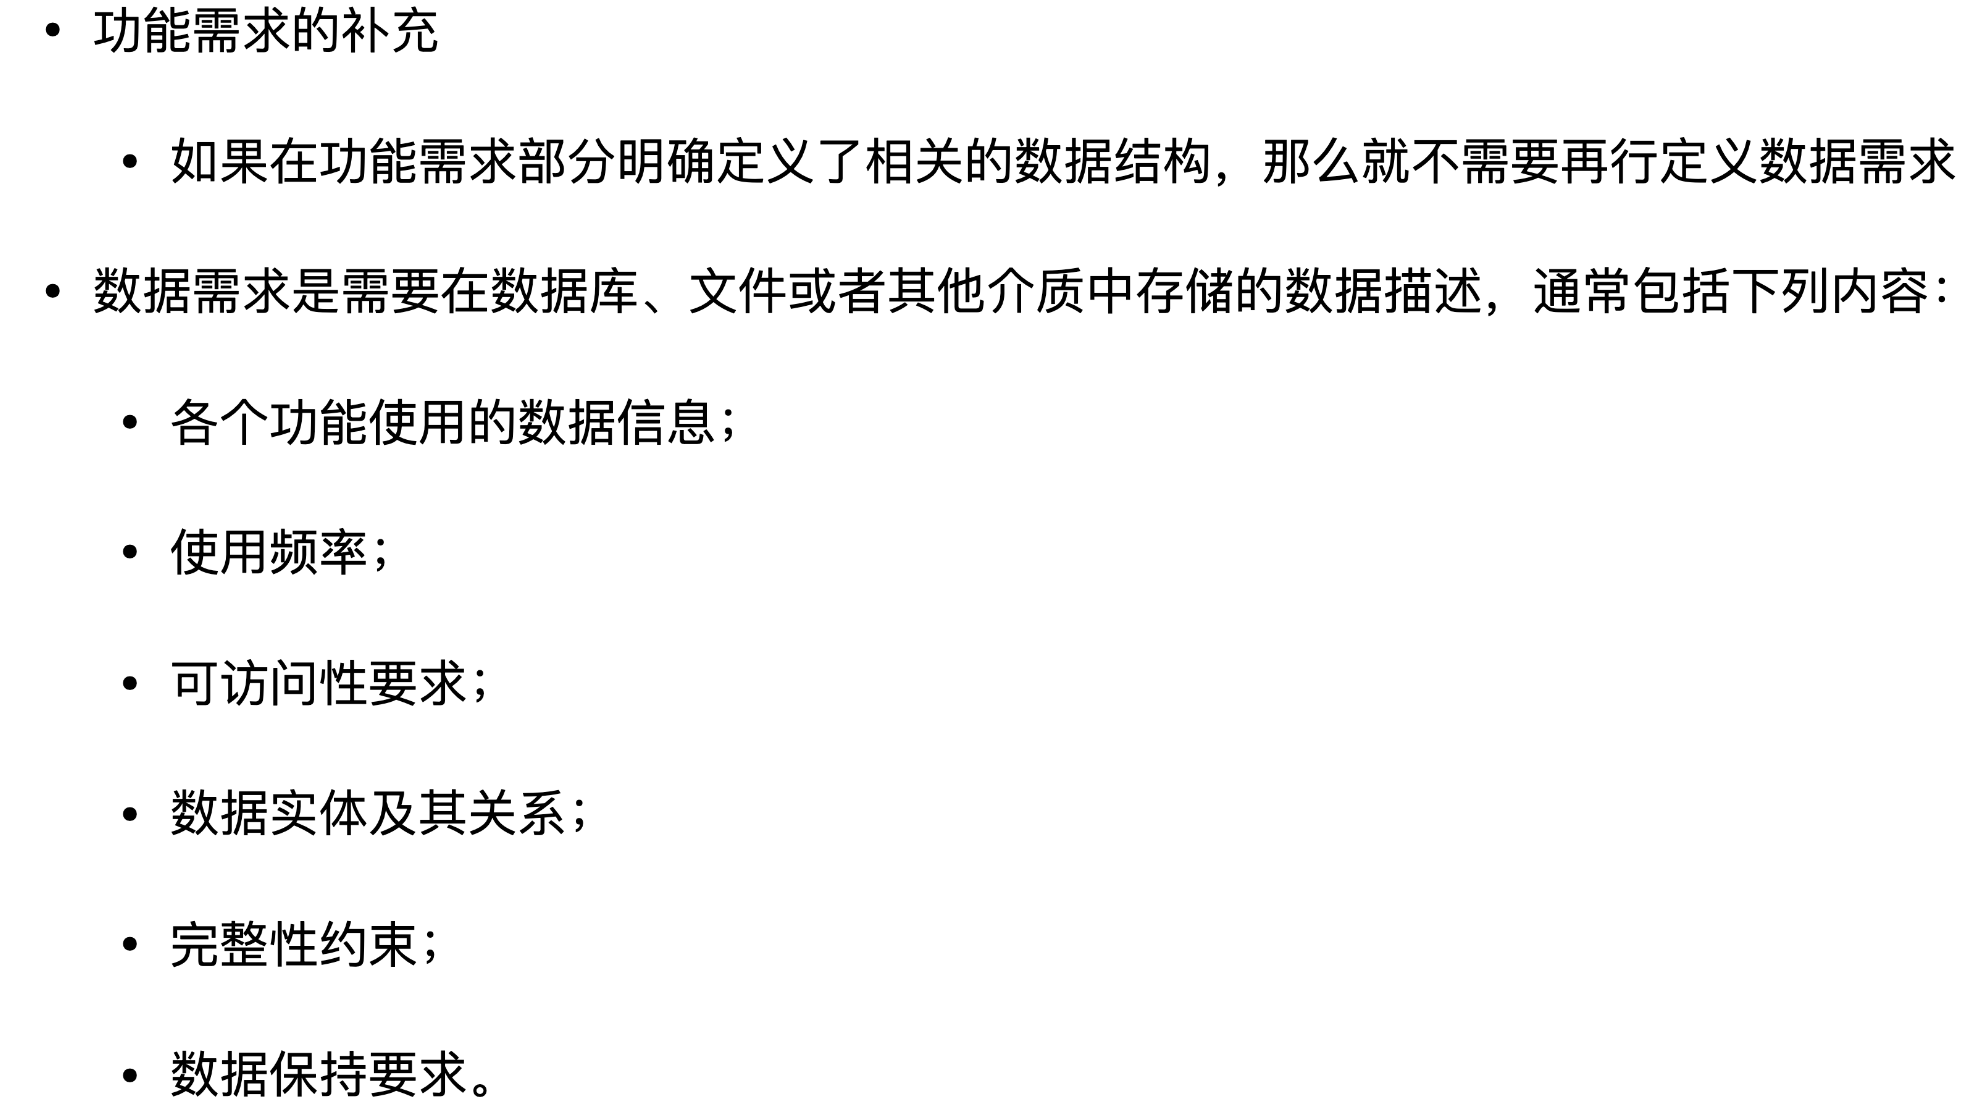 • 功能需求的补充
• 如果在功能需求部分明确定义了相关的数据结构，那么就不需要再行定义数据需求
• 数据需求是需要在数据库、文件或者其他介质中存储的数据描述，通常包括下列内容：
• 各个功能使用的数据信息；
• 使用频率；
• 可访问性要求；
• 数据实体及其关系；
• 完整性约束；
• 数据保持要求。